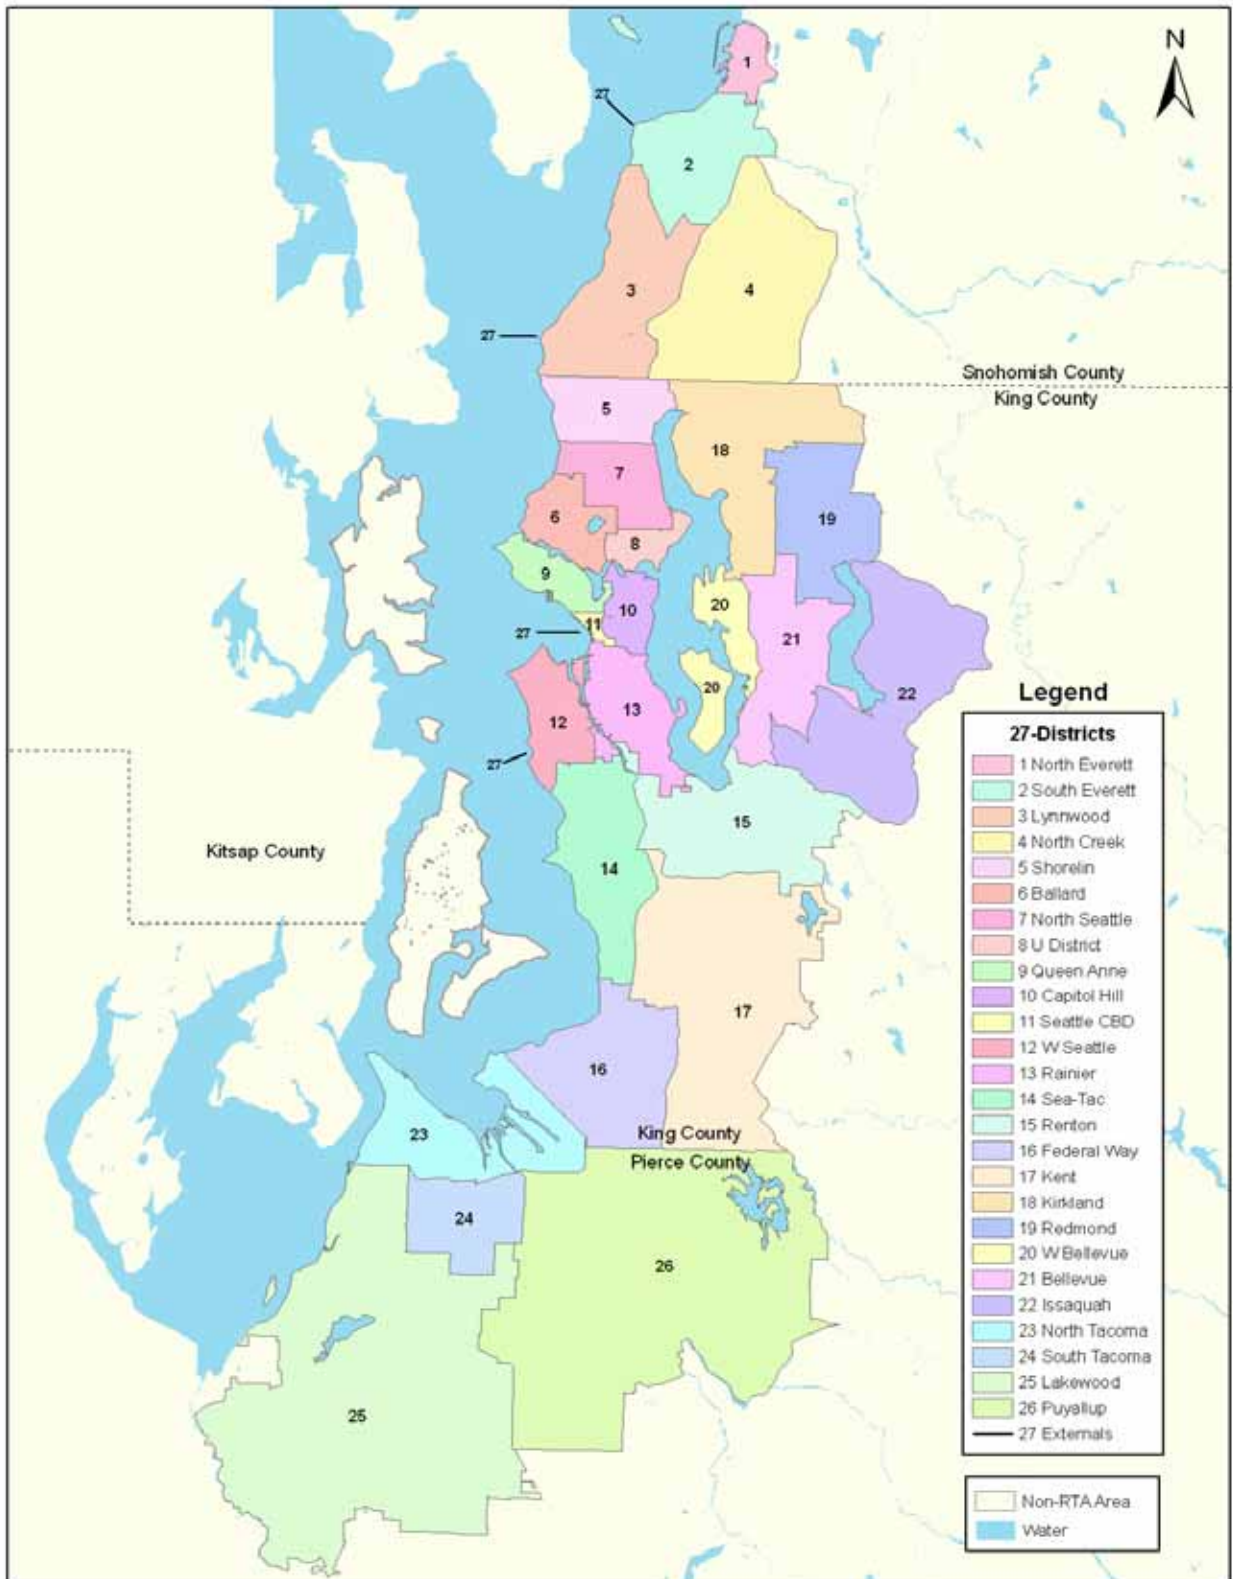 N
1
27
2
3
4
27
Snohomish County
King County
5
18
7
6
19
8
9
20
10
11
27
21
20
22
13
12
27
15
Kitsap County
14
17
16
King County
23
Pierce County
24
26
25
Legend
27-Districts
1 North Everett
2 South Everett
3 Lynnwood
4 North Creek
5 Shorelin
6 Ballard
7 North Seattle
8 U District
9 Queen Anne
10 Capitol Hill
11 Seattle CBD
12 W Seattle
13 Rainier
14 Sea-Tac
15 Renton
16 Federal Way
17 Kent
18 Kirkland
19 Redmond
20 W Bellevue
21 Bellevue
22 Issaquah
23 North Tacoma
24 South Tacoma
25 Lakewood
26 Puyallup
27 Externals
Non-RTA Area
Water